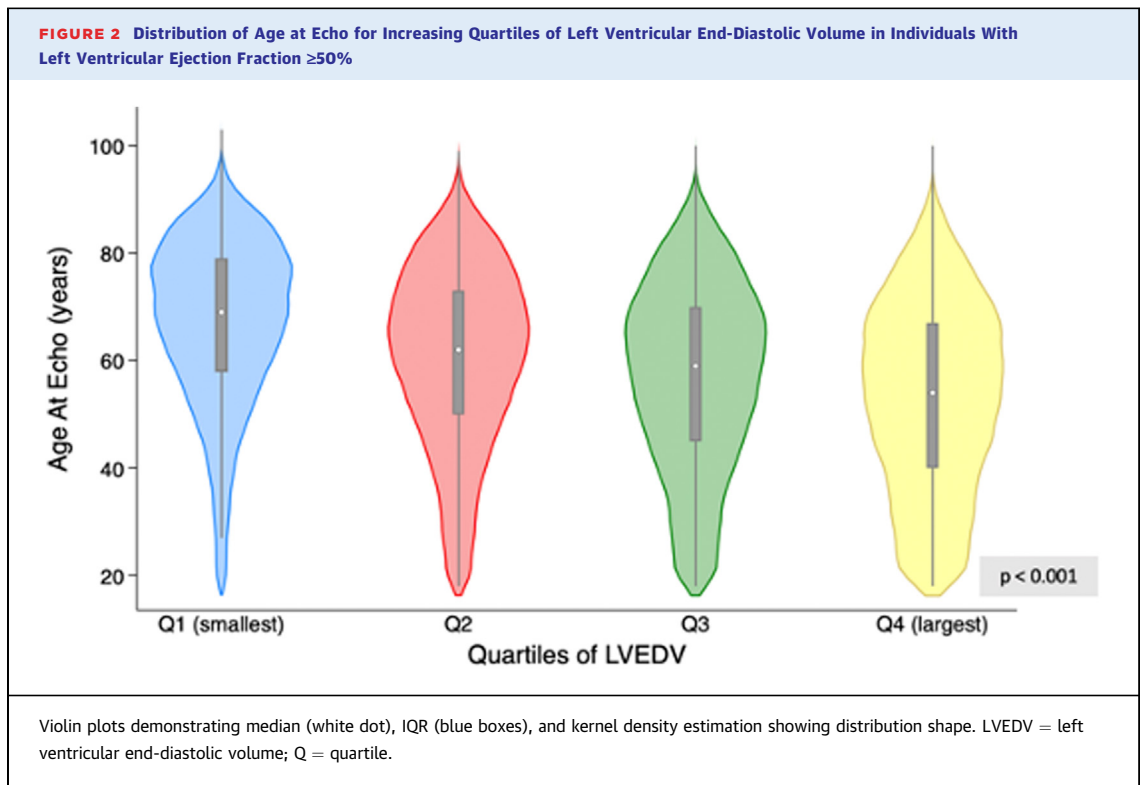 FIGURE 2 Distribution of Age at Echo for Increasing Quartiles of Left Ventricular End-Diastolic Volume in Individuals With
Left Ventricular Ejection Fraction ≥50%
100
80
60
40
20
Age At Echo (years)
p < 0.001
Q1 (smallest) Q2 Q3 Q4 (largest)
Quartiles of LVEDV
Violin plots demonstrating median (white dot), IQR (blue boxes), and kernel density estimation showing distribution shape. LVEDV = left
ventricular end-diastolic volume; Q = quartile.